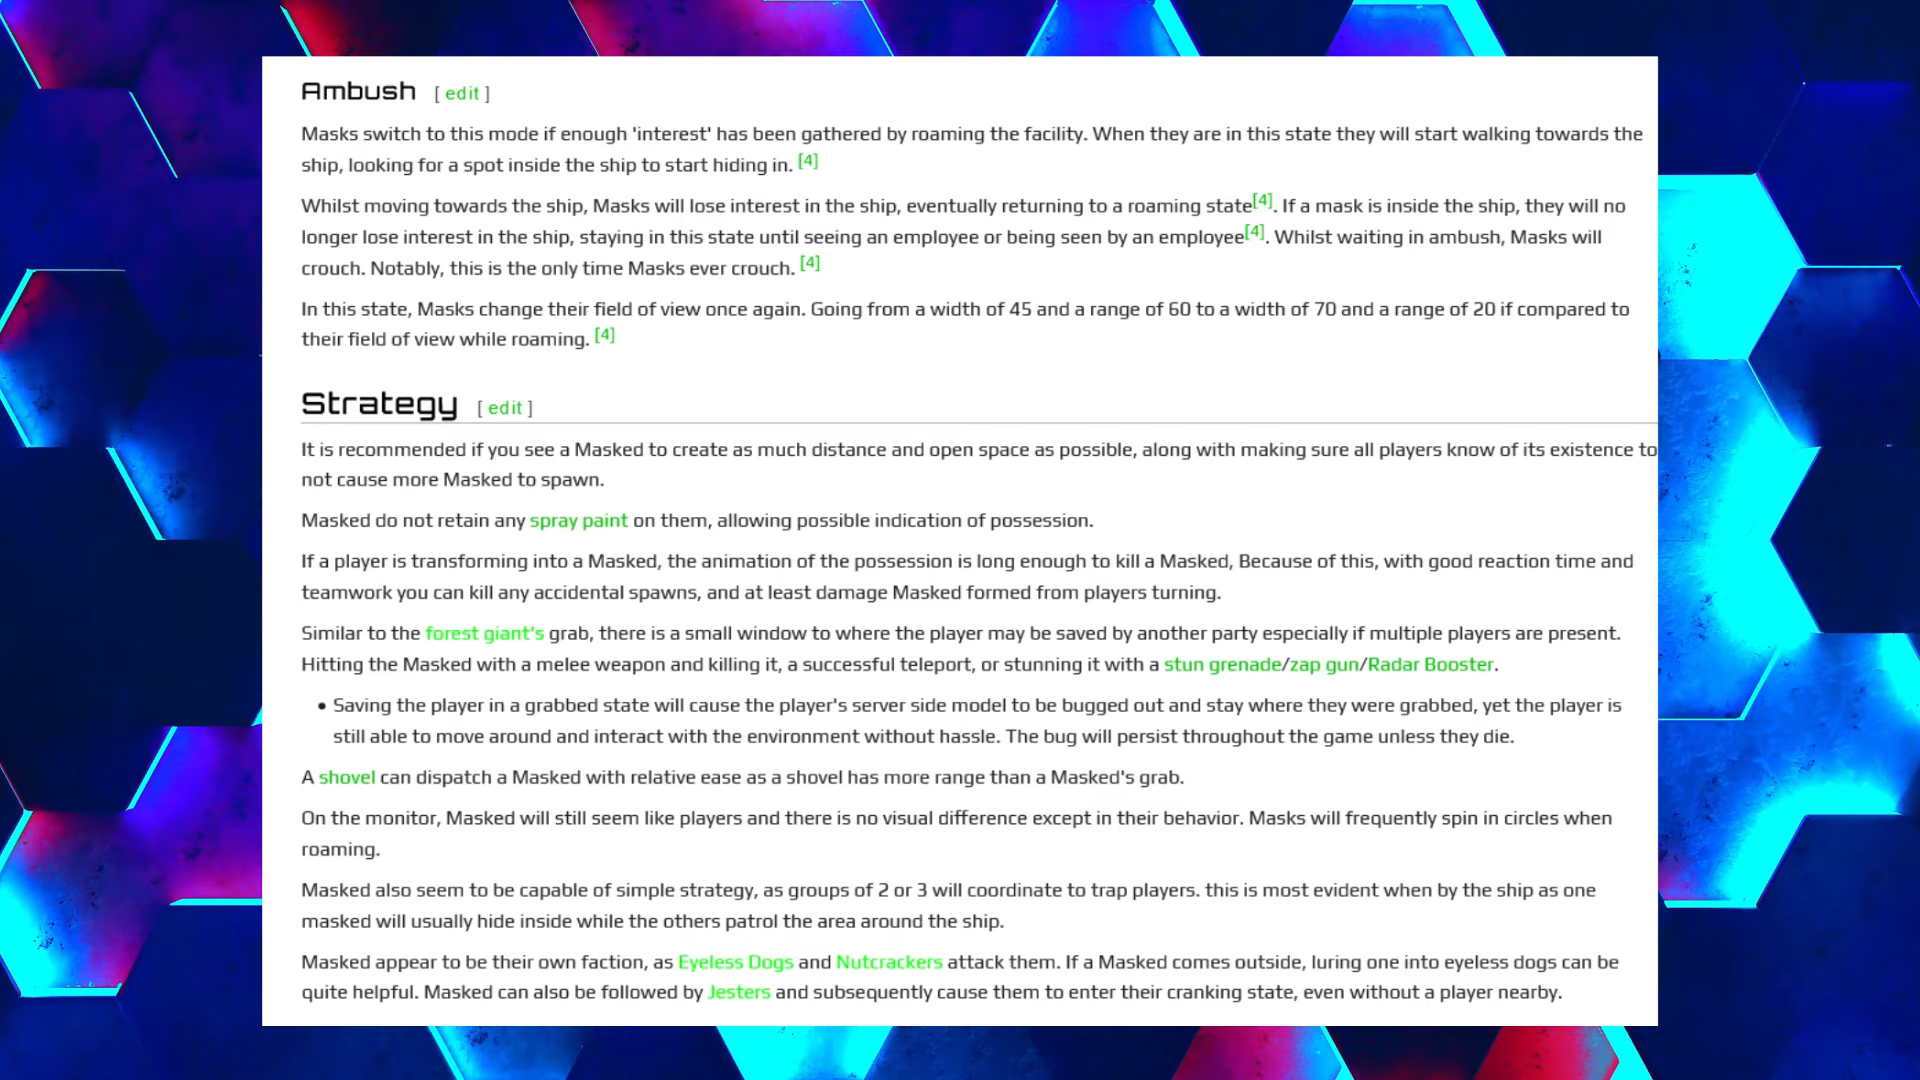 Ambush [ edit ]
Masks switch to this mode if enough 'interest' has been gathered by roaming the facility. When they are in this state they will start walking towards the
ship, looking for a spot inside the ship to start hiding in. [4]
Whilst moving towards the ship, Masks will lose interest in the ship, eventually returning to a roaming state[4]. If a mask is inside the ship, they will no
longer lose interest in the ship, staying in this state until seeing an employee or being seen by an employee[4]. Whilst waiting in ambush, Masks will
crouch. Notably, this is the only time Masks ever crouch. [4]
In this state, Masks change their field of view once again. Going from a width of 45 and a range of 60 to a width of 70 and a range of 20 if compared to
their field of view while roaming. [4]
Strategy [ edit ]
It is recommended if you see a Masked to create as much distance and open space as possible, along with making sure all players know of its existence to
not cause more Masked to spawn.
Masked do not retain any spray paint on them, allowing possible indication of possession.
If a player is transforming into a Masked, the animation of the possession is long enough to kill a Masked, Because of this, with good reaction time and
teamwork you can kill any accidental spawns, and at least damage Masked formed from players turning.
Similar to the forest giant's grab, there is a small window to where the player may be saved by another party especially if multiple players are present.
Hitting the Masked with a melee weapon and killing it, a successful teleport, or stunning it with a stun grenade/zap gun/Radar Booster.
• Saving the player in a grabbed state will cause the player's server side model to be bugged out and stay where they were grabbed, yet the player is
still able to move around and interact with the environment without hassle. The bug will persist throughout the game unless they die.
A shovel can dispatch a Masked with relative ease as a shovel has more range than a Masked's grab.
On the monitor, Masked will still seem like players and there is no visual difference except in their behavior. Masks will frequently spin in circles when
roaming.
Masked also seem to be capable of simple strategy, as groups of 2 or 3 will coordinate to trap players. this is most evident when by the ship as one
masked will usually hide inside while the others patrol the area around the ship.
Masked appear to be their own faction, as Eyeless Dogs and Nutcrackers attack them. If a Masked comes outside, luring one into eyeless dogs can be
quite helpful. Masked can also be followed by Jesters and subsequently cause them to enter their cranking state, even without a player nearby.